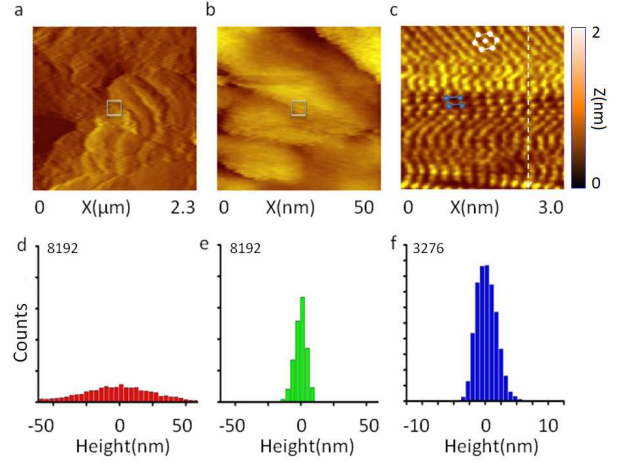 a
b
c
2
Z(nm)
0
0 X(µm) 2.3
0 X(nm) 50
0 X(nm) 3.0
d
8192
e
8192
f
3276
Counts
-50 0 50
-50 0 50
-10 0 10
Height(nm)
Height(nm)
Height(nm)